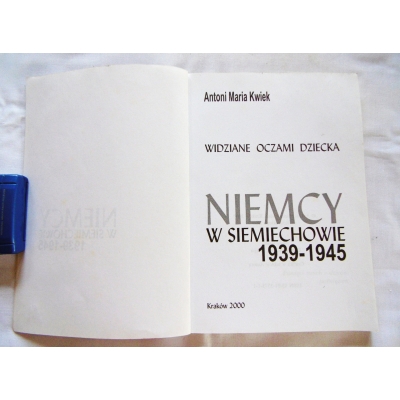 Antoni Maria Kwiek
WIDZIANE OCZAMI DZIECKA
NIEMCY
W SIEMIECHOWIE
1939-1945
Kraków 2000